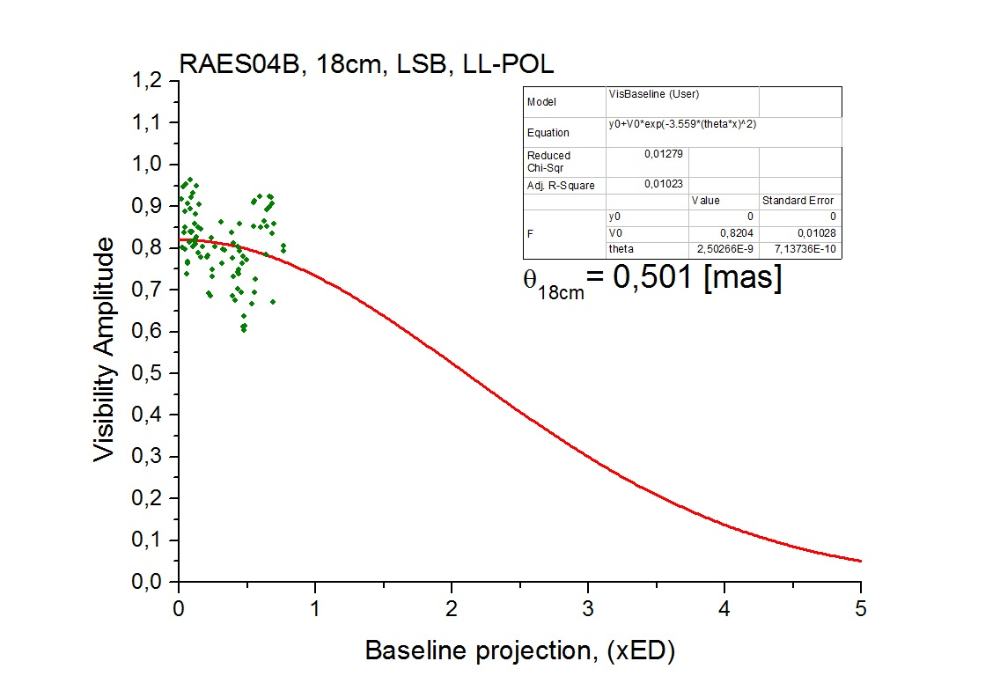 RAES04B, 18cm, LSB, LL-POL
1,2
1,1
1,0
0,9
0,8
0,7
0,6
0,5
0,4
0,3
0,2
0,1
0,0
Visibility Amplitude
Model VisBaseline (User)
Equation y0+V0*exp(-3.559*(theta*x)^2)
Reduced Chi-Sqr 0,01279
Adj. R-Square 0,01023
Value Standard Error
F y0 0 0
F V0 0,8204 0,01028
theta 2,50266E-9 7,13736E-10
θ18cm= 0,501 [mas]
0 1 2 3 4 5
Baseline projection, (xED)